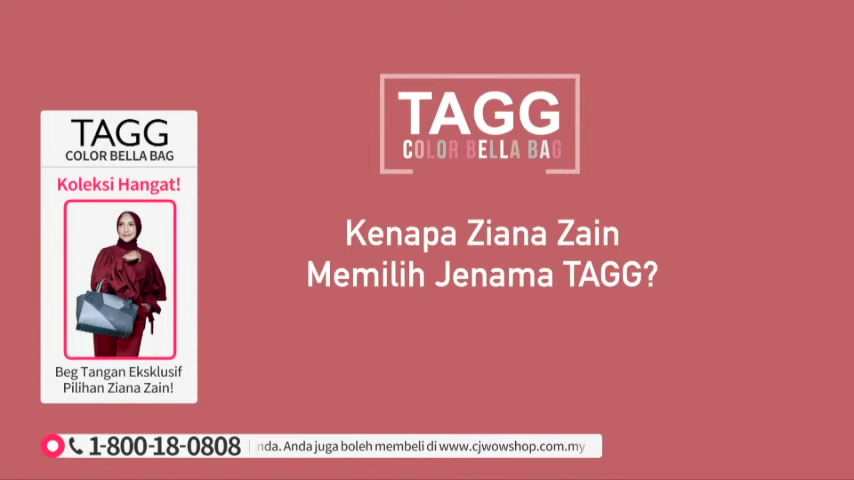 TAGG
COLOR BELLA BAG
Kenapa Ziana Zain
Memilih Jenama TAGG?
TAGG
COLOR BELLA BAG
Koleksi Hangat!
Beg Tangan Eksklusif
Pilihan Ziana Zain!
1-800-18-0808 nda. Anda juga boleh membeli di www.cjwowshop.com.my